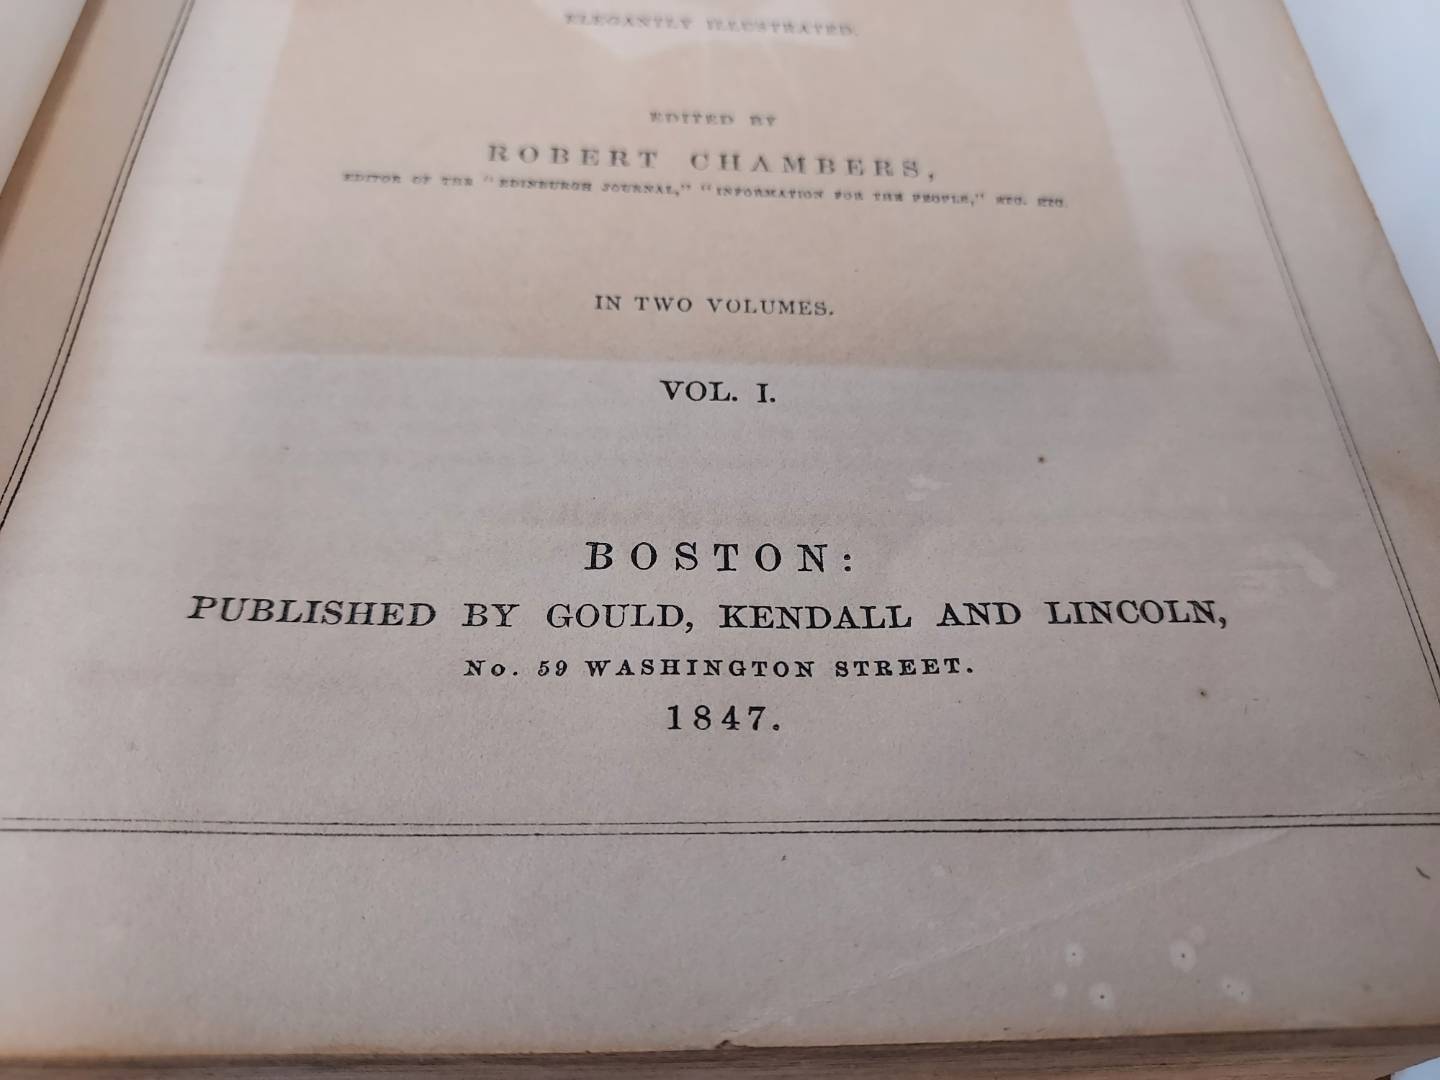 ELEGANTLY ILLUSTRATED.
EDITED BY
ROBERT CHAMBERS,
EDITOR OF THE "EDINBURGH JOURNAL," "INFORMATION FOR THE PEOPLE," ETC. ETC.
IN TWO VOLUMES.
VOL. I.
BOSTON:
PUBLISHED BY GOULD, KENDALL AND LINCOLN,
No. 59 WASHINGTON STREET.
1847.